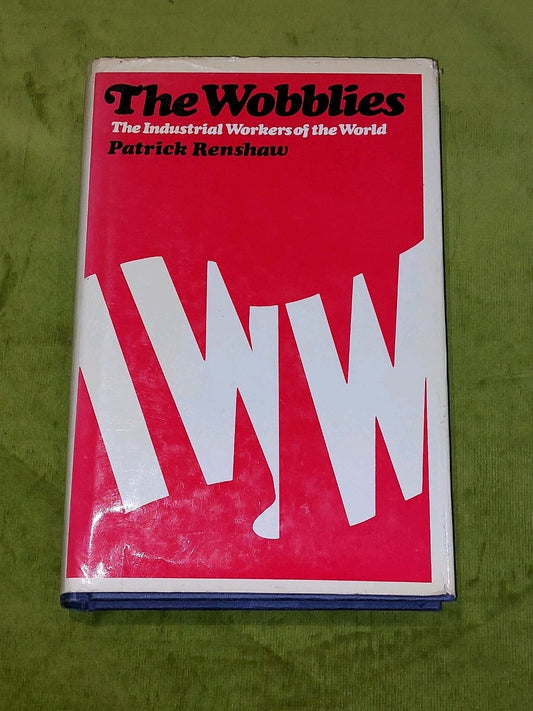 The Wobblies
The Industrial Workers of the World
Patrick Renshaw
IWW